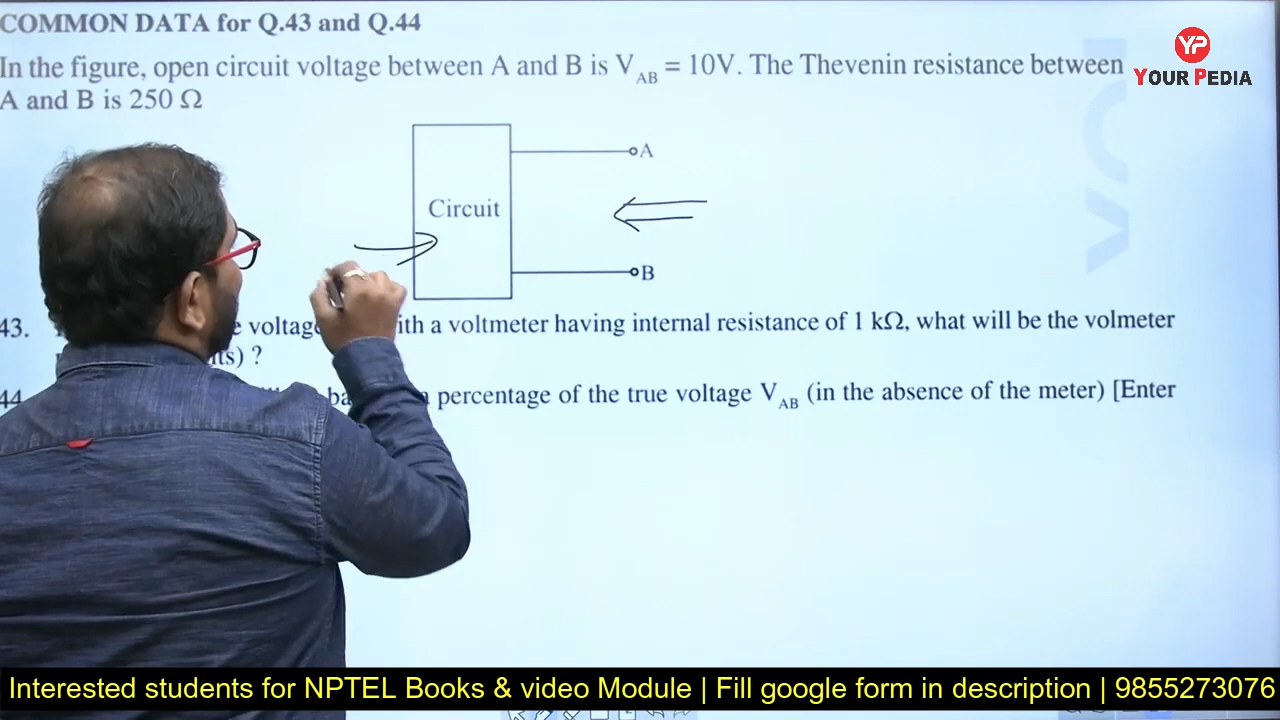 COMMON DATA for Q.43 and Q.44
In the figure, open circuit voltage between A and B is V_AB = 10V. The Thevenin resistance between
A and B is 250 Ω
YP
YOUR PEDIA
A
Circuit
B
43. voltage with a voltmeter having internal resistance of 1 kΩ, what will be the volmeter
?
44 percentage of the true voltage V_AB (in the absence of the meter) [Enter
Interested students for NPTEL Books & video Module | Fill google form in description | 9855273076